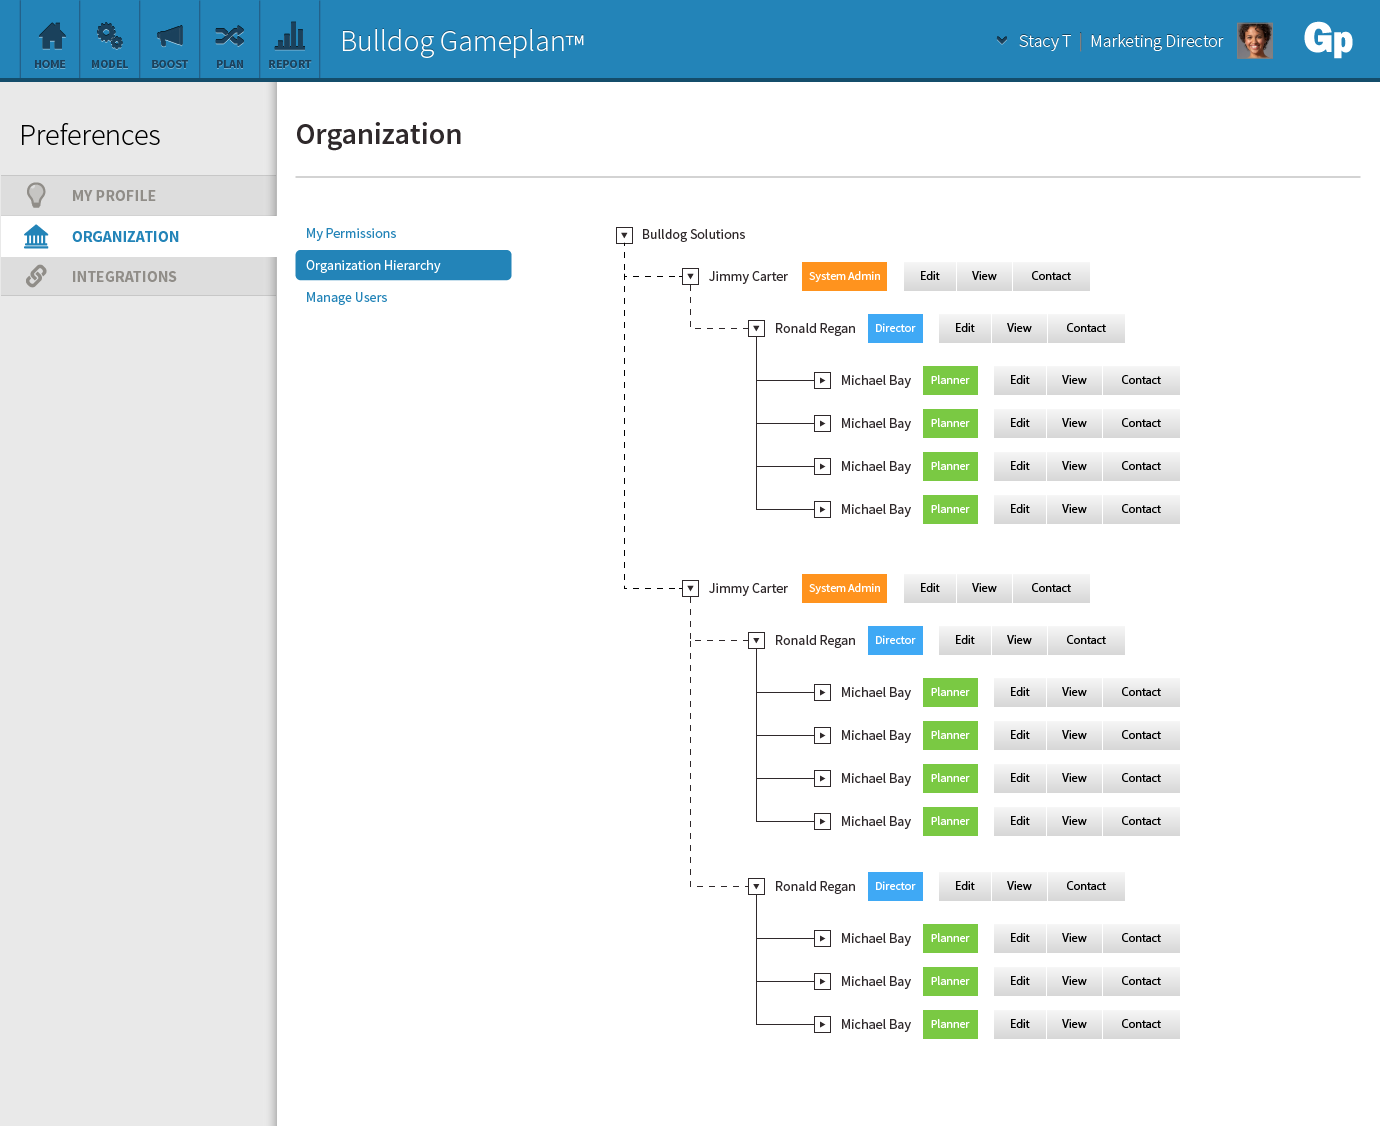 HOME MODEL BOOST PLAN REPORT
Bulldog Gameplan™
Stacy T | Marketing Director
Gp
Preferences
MY PROFILE
ORGANIZATION
INTEGRATIONS
Organization
My Permissions
Organization Hierarchy
Manage Users
Bulldog Solutions
Jimmy Carter System Admin Edit View Contact
Ronald Regan Director Edit View Contact
Michael Bay Planner Edit View Contact
Michael Bay Planner Edit View Contact
Michael Bay Planner Edit View Contact
Michael Bay Planner Edit View Contact
Jimmy Carter System Admin Edit View Contact
Ronald Regan Director Edit View Contact
Michael Bay Planner Edit View Contact
Michael Bay Planner Edit View Contact
Michael Bay Planner Edit View Contact
Michael Bay Planner Edit View Contact
Ronald Regan Director Edit View Contact
Michael Bay Planner Edit View Contact
Michael Bay Planner Edit View Contact
Michael Bay Planner Edit View Contact